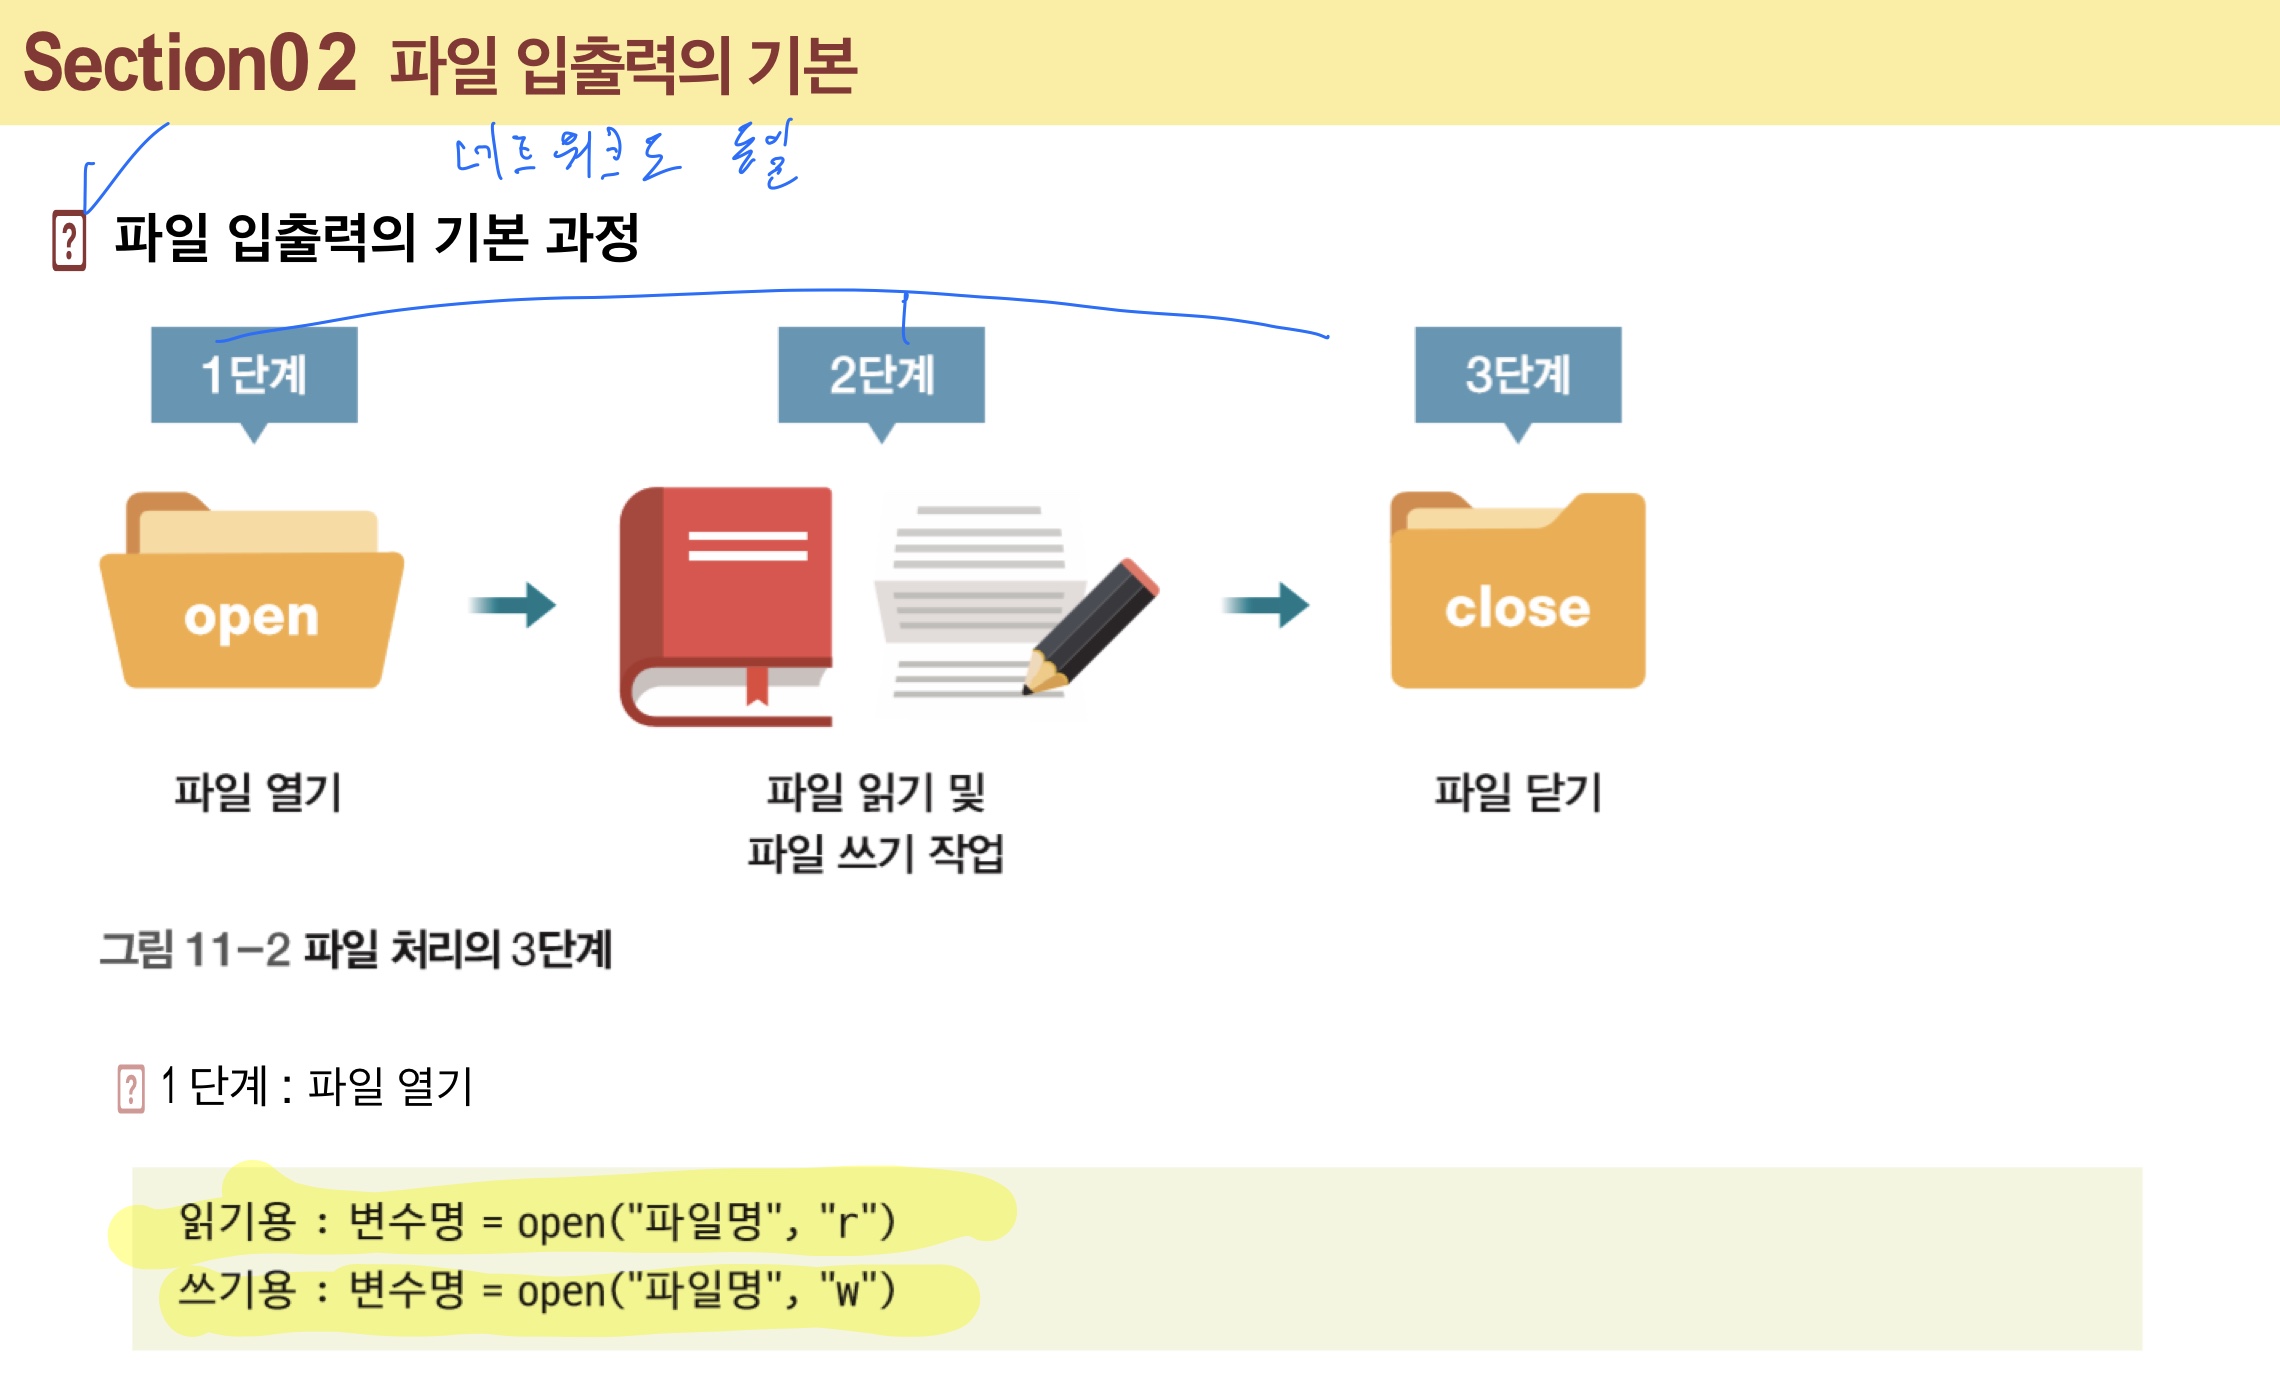 Section02 파일 입출력의 기본
네트워크도 동일
파일 입출력의 기본 과정
1단계
2단계
3단계
open
close
파일 열기
파일 읽기 및
파일 쓰기 작업
파일 닫기
그림 11-2 파일 처리의 3단계
1단계 : 파일 열기
읽기용 : 변수명 = open("파일명", "r")
쓰기용 : 변수명 = open("파일명", "w")